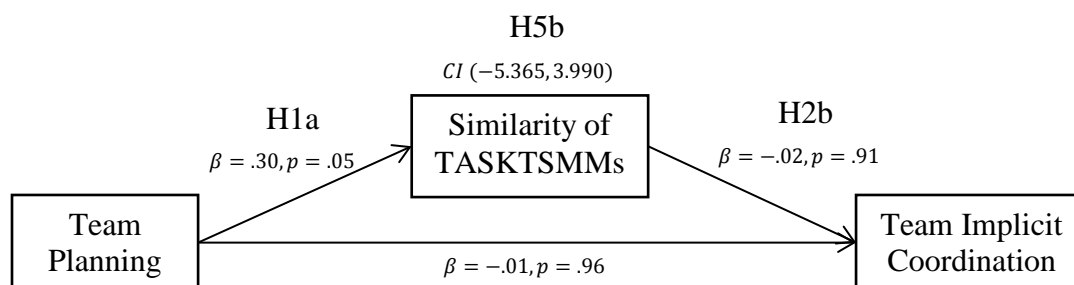 H5b
CI (−5.365, 3.990)
H1a
Similarity of
TASKTSMMs
H2b
β = .30, p = .05
β = −.02, p = .91
Team
Planning
β = −.01, p = .96
Team Implicit
Coordination